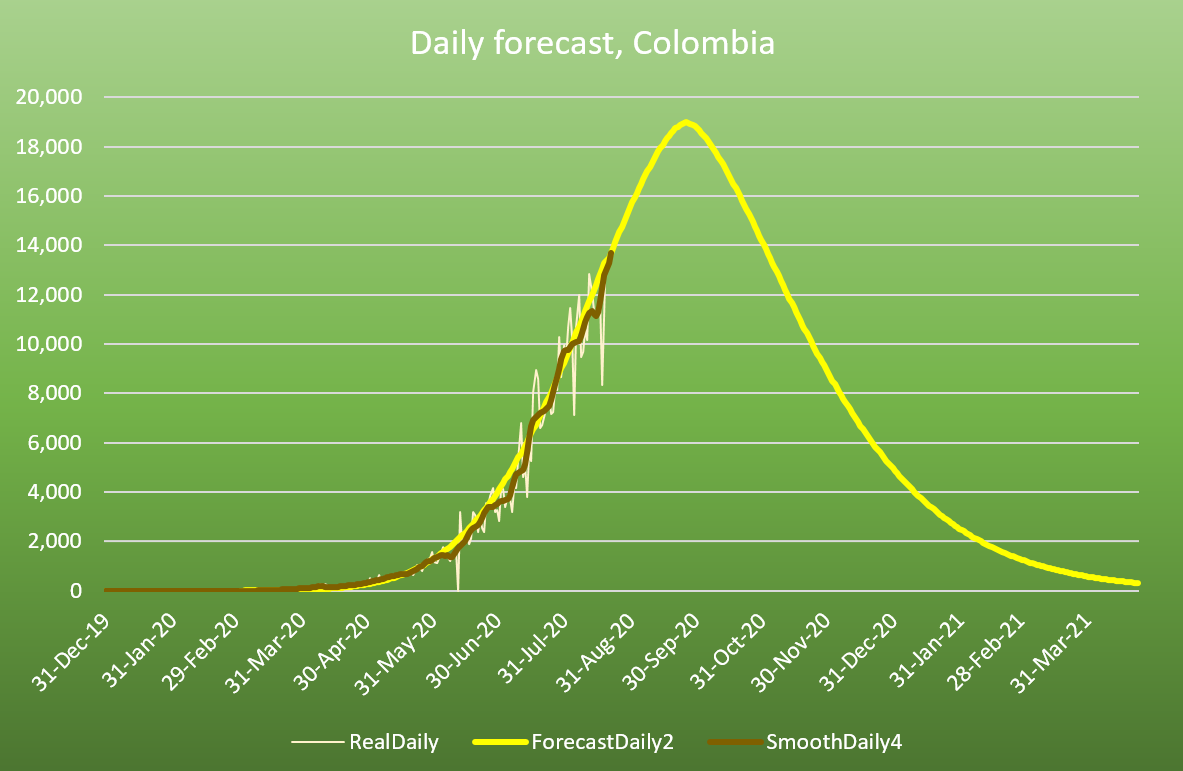 Daily forecast, Colombia
20,000
18,000
16,000
14,000
12,000
10,000
8,000
6,000
4,000
2,000
0
31-Dec-19
31-Jan-20
29-Feb-20
31-Mar-20
30-Apr-20
31-May-20
30-Jun-20
31-Jul-20
31-Aug-20
30-Sep-20
31-Oct-20
30-Nov-20
31-Dec-20
31-Jan-21
28-Feb-21
31-Mar-21
RealDaily ForecastDaily2 SmoothDaily4